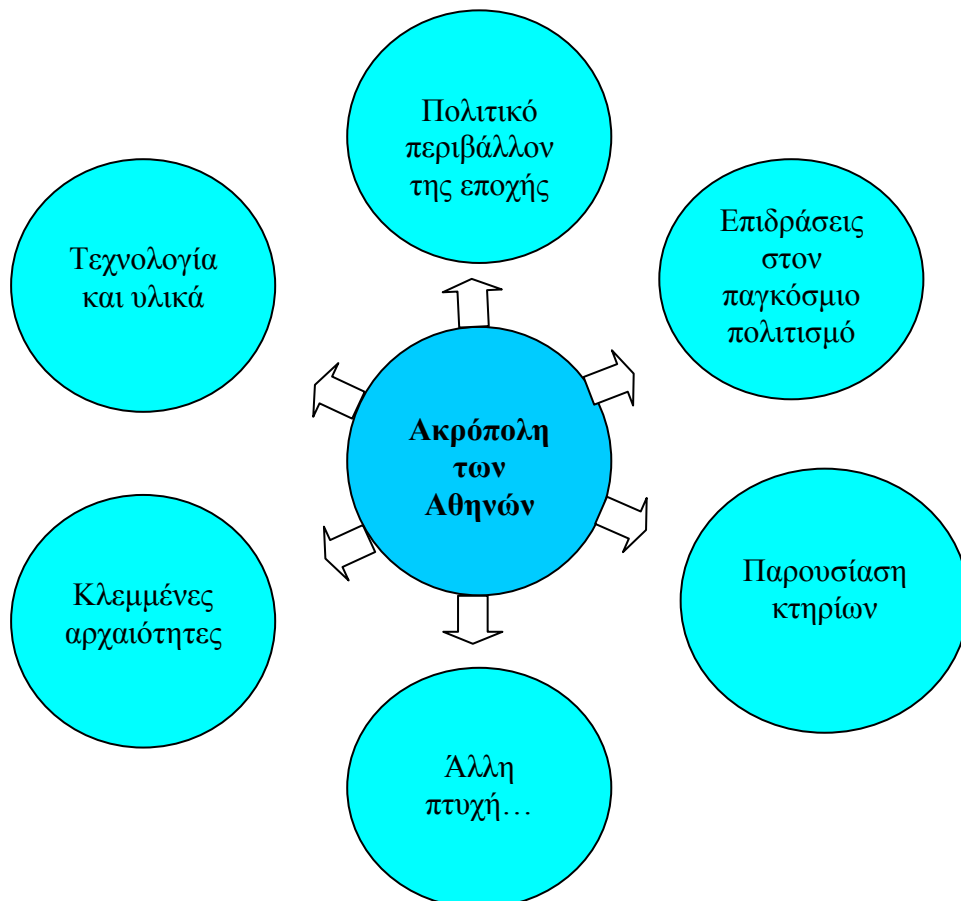 Πολιτικό
περιβάλλον
της εποχής
Τεχνολογία
και υλικά
Επιδράσεις
στον
παγκόσμιο
πολιτισμό
Ακρόπολη
των
Αθηνών
Κλεμμένες
αρχαιότητες
Παρουσίαση
κτηρίων
Άλλη
πτυχή…